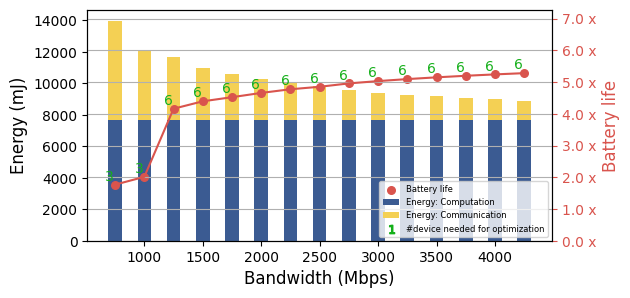 14000
12000
10000
8000
6000
4000
2000
0
Energy (mJ)
7.0 x
6.0 x
5.0 x
4.0 x
3.0 x
2.0 x
1.0 x
0.0 x
Battery life
3
6 6 6 6 6 6 6 6 6 6 6 6 6
Battery life
Energy: Computation
Energy: Communication
1 #device needed for optimization
1000 1500 2000 2500 3000 3500 4000
Bandwidth (Mbps)